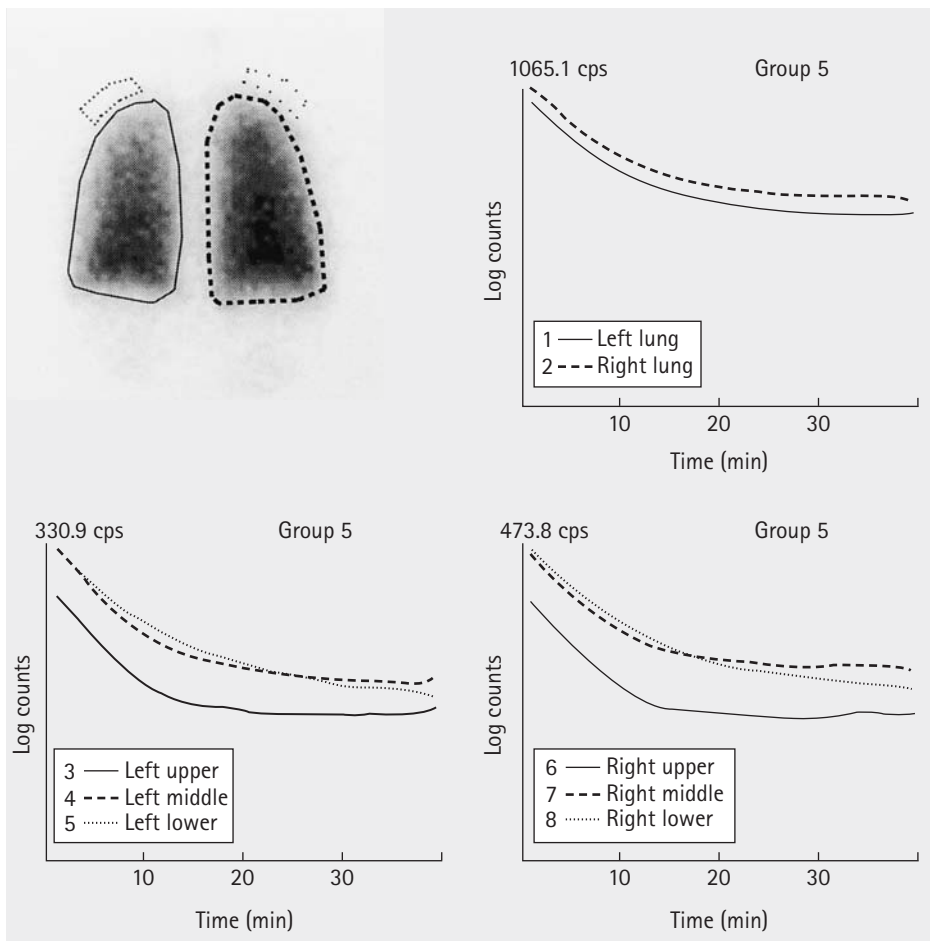 1065.1 cps Group 5
Log counts
1 Left lung
2 Right lung
10 20 30
Time (min)
330.9 cps Group 5
Log counts
3 Left upper
4 Left middle
5 Left lower
10 20 30
Time (min)
473.8 cps Group 5
Log counts
6 Right upper
7 Right middle
8 Right lower
10 20 30
Time (min)